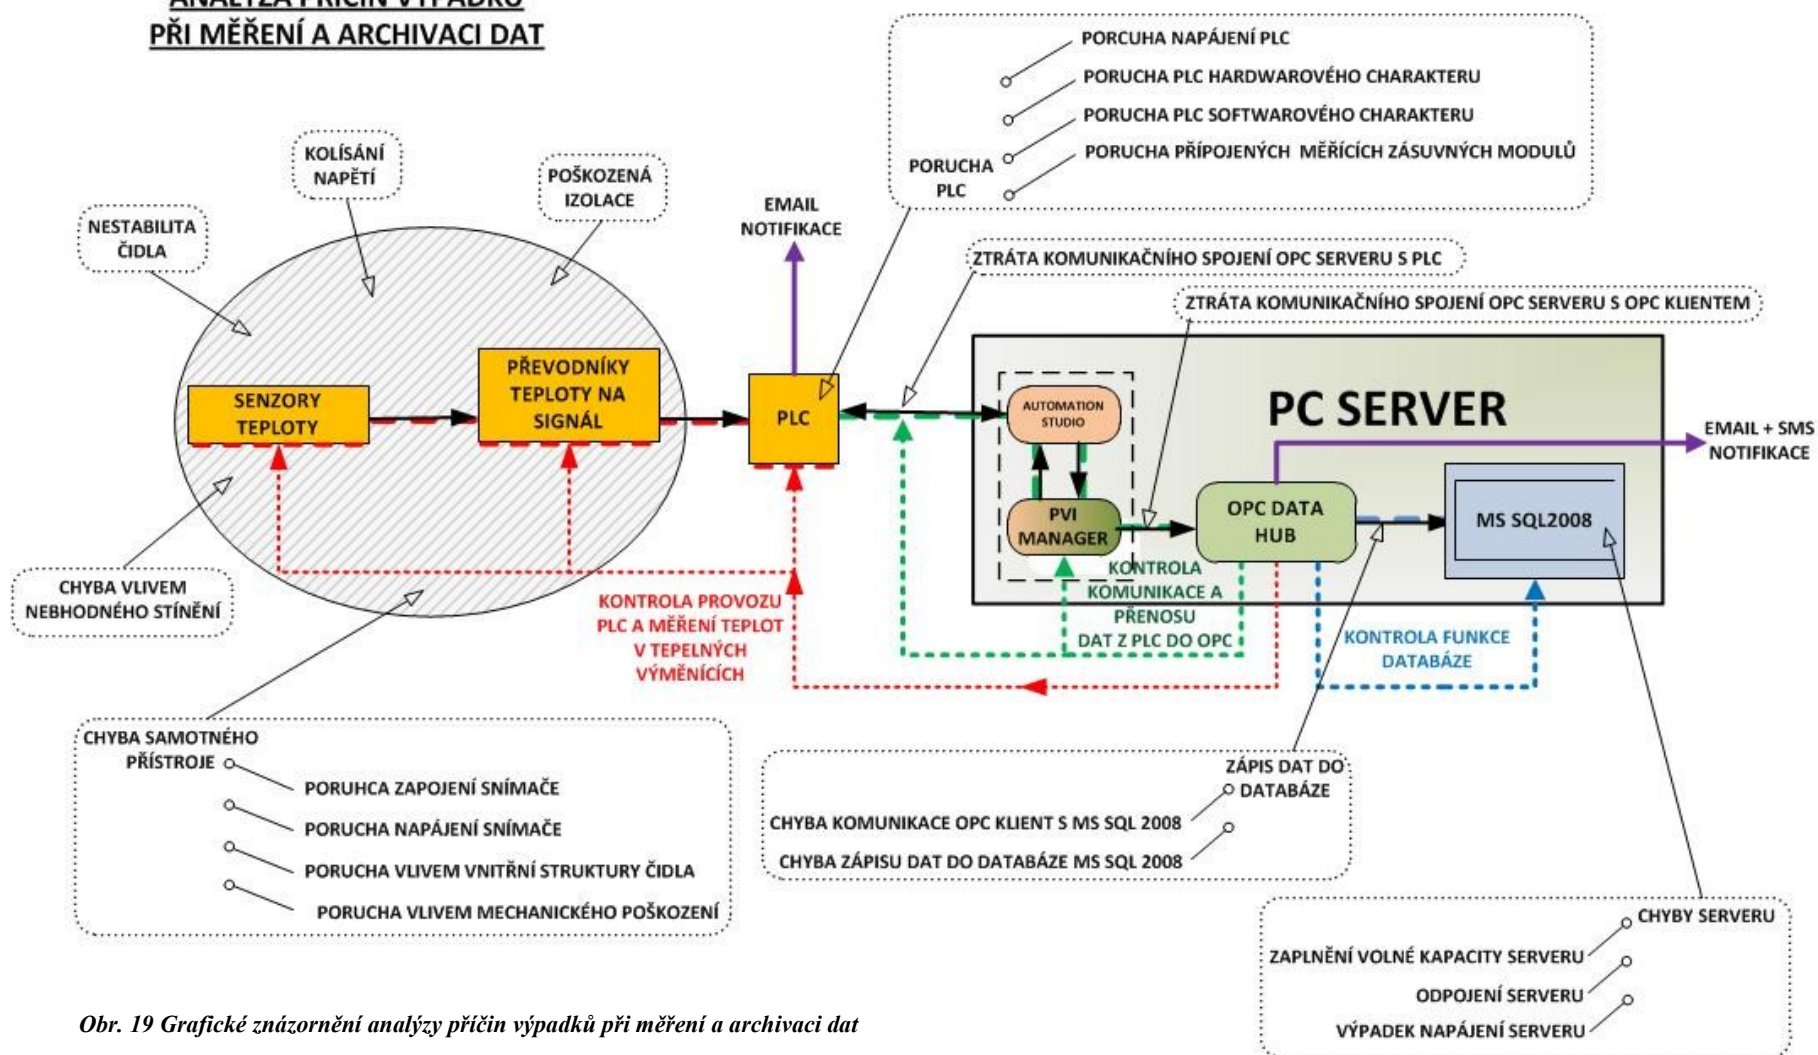 ANALÝZA PŘÍČIN VÝPADKŮ
PŘI MĚŘENÍ A ARCHIVACI DAT
PORCUHA NAPÁJENÍ PLC
PORUCHA PLC HARDWAROVÉHO CHARAKTERU
PORUCHA PLC SOFTWAROVÉHO CHARAKTERU
PORUCHA PŘÍPOJENÝCH MĚŘÍCÍCH ZÁSUVNÝCH MODULŮ
PORUCHA
PLC
KOLÍSÁNÍ
NAPĚTÍ
POŠKOZENÁ
IZOLACE
NESTABILITA
ČIDLA
EMAIL
NOTIFIKACE
ZTRÁTA KOMUNIKAČNÍHO SPOJENÍ OPC SERVERU S PLC
ZTRÁTA KOMUNIKAČNÍHO SPOJENÍ OPC SERVERU S OPC KLIENTEM
SENZORY
TEPLOTY
PŘEVODNÍKY
TEPLOTY NA
SIGNÁL
PLC
AUTOMATION
STUDIO
PC SERVER
EMAIL + SMS
NOTIFIKACE
PVI
MANAGER
OPC DATA
HUB
MS SQL2008
CHYBA VLIVEM
NEBHODNÉHO STÍNĚNÍ
KONTROLA PROVOZU
PLC A MĚŘENÍ TEPLOT
V TEPELNÝCH
VÝMĚNÍCÍCH
KONTROLA
KOMUNIKACE A
PŘENOSU
DAT Z PLC DO OPC
KONTROLA FUNKCE
DATABÁZE
CHYBA SAMOTNÉHO
PŘÍSTROJE
PORUHCA ZAPOJENÍ SNÍMAČE
PORUCHA NAPÁJENÍ SNÍMAČE
PORUCHA VLIVEM VNITŘNÍ STRUKTURY ČIDLA
PORUCHA VLIVEM MECHANICKÉHO POŠKOZENÍ
ZÁPIS DAT DO
DATABÁZE
CHYBA KOMUNIKACE OPC KLIENT S MS SQL 2008
CHYBA ZÁPISU DAT DO DATABÁZE MS SQL 2008
CHYBY SERVERU
ZAPLNĚNÍ VOLNÉ KAPACITY SERVERU
ODPOJENÍ SERVERU
VÝPADEK NAPÁJENÍ SERVERU
Obr. 19 Grafické znázornění analýzy příčin výpadků při měření a archivaci dat